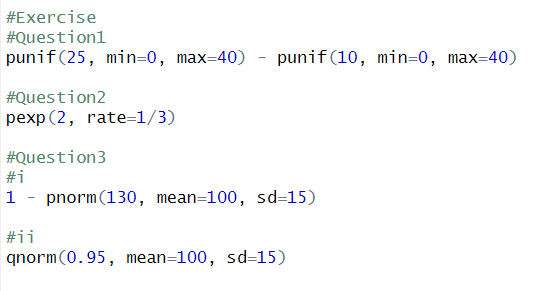 #Exercise
#Question1
punif(25, min=0, max=40) - punif(10, min=0, max=40)
#Question2
pexp(2, rate=1/3)
#Question3
#i
1 - pnorm(130, mean=100, sd=15)
#ii
qnorm(0.95, mean=100, sd=15)